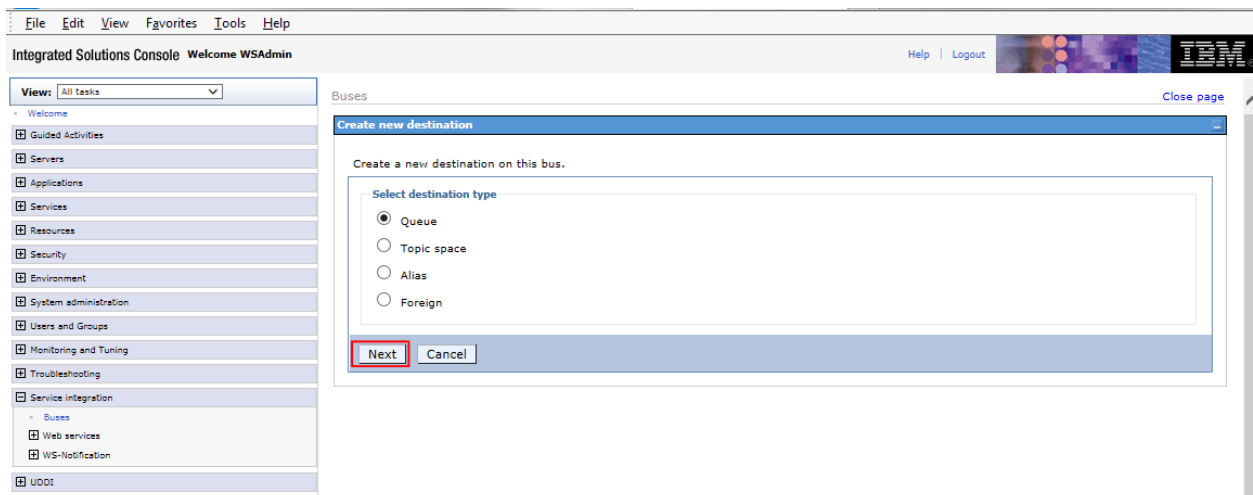 File Edit View Favorites Tools Help
Integrated Solutions Console Welcome WSAdmin
Help | Logout
IBM
View: All tasks
Welcome
Guided Activities
Servers
Applications
Services
Resources
Security
Environment
System administration
Users and Groups
Monitoring and Tuning
Troubleshooting
Service integration
Buses
Web services
WS-Notification
UDDI
Buses
Close page
Create new destination
Create a new destination on this bus.
Select destination type
Queue
Topic space
Alias
Foreign
Next Cancel